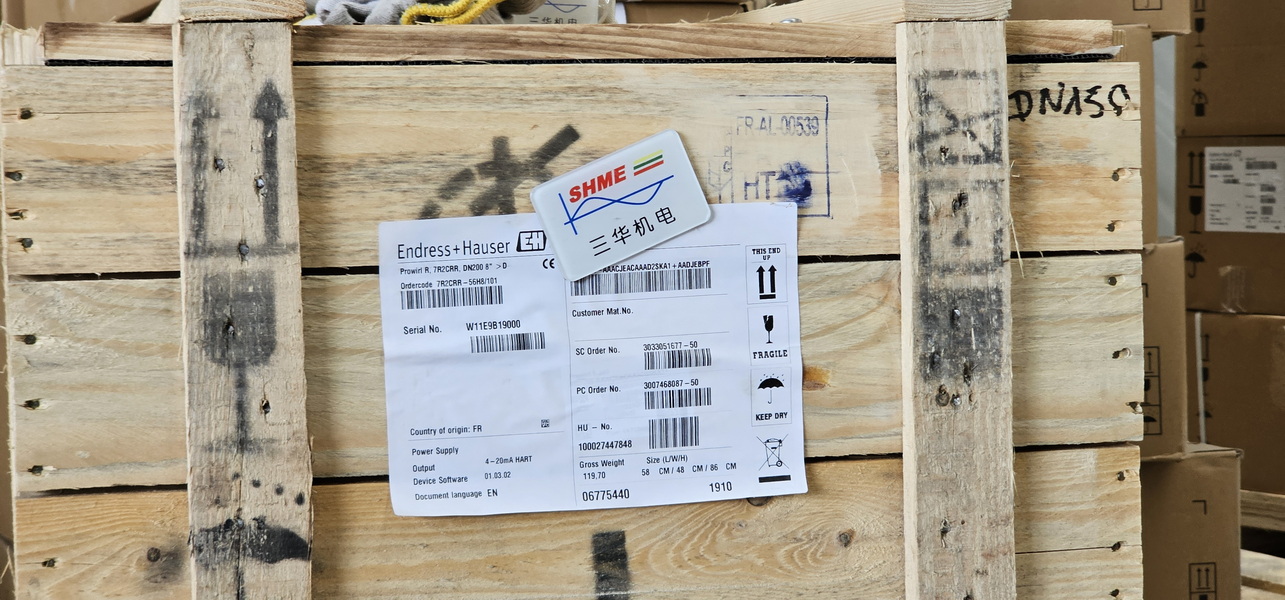 DN150
FR-AL-00539
HT
SHME
三华机电
Endress+Hauser EH
Prowirl R, 7R2CRR, DN200 8" >D
CE
Ordercode 7R2CRR-56H8/101
Serial No. W11E9B19000
Country of origin: FR
Power Supply
Output 4-20mA HART
Device Software 01.03.02
Document language EN
AAACJEACAAAD2SKA1+AADJEBPF
Customer Mat.No.
SC Order No. 3033051677-50
PC Order No. 3007468087-50
HU - No.
100027447848
Gross Weight Size (L/W/H)
119,70 58 CM / 48 CM / 86 CM
06775440 1910
THIS END
UP
FRAGILE
KEEP DRY